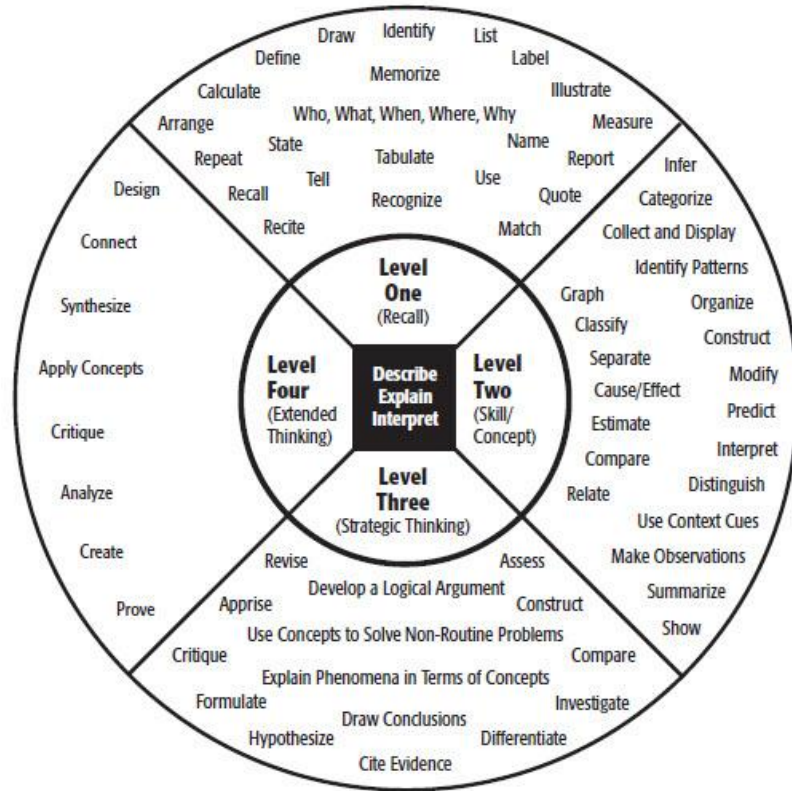 Draw
Identify
List
Define
Label
Memorize
Calculate
Illustrate
Arrange
Who, What, When, Where, Why
Measure
State
Name
Repeat
Tabulate
Report
Tell
Use
Recall
Recognize
Quote
Recite
Match
Level
One
(Recall)
Infer
Categorize
Collect and Display
Identify Patterns
Graph
Organize
Classify
Construct
Separate
Modify
Cause/Effect
Predict
Estimate
Interpret
Compare
Distinguish
Relate
Use Context Cues
Make Observations
Summarize
Show
Level
Two
(Skill/
Concept)
Describe
Explain
Interpret
Level
Three
(Strategic Thinking)
Revise
Assess
Develop a Logical Argument
Apprise
Construct
Use Concepts to Solve Non-Routine Problems
Critique
Compare
Explain Phenomena in Terms of Concepts
Formulate
Investigate
Draw Conclusions
Hypothesize
Differentiate
Cite Evidence
Level
Four
(Extended
Thinking)
Design
Connect
Synthesize
Apply Concepts
Critique
Analyze
Create
Prove